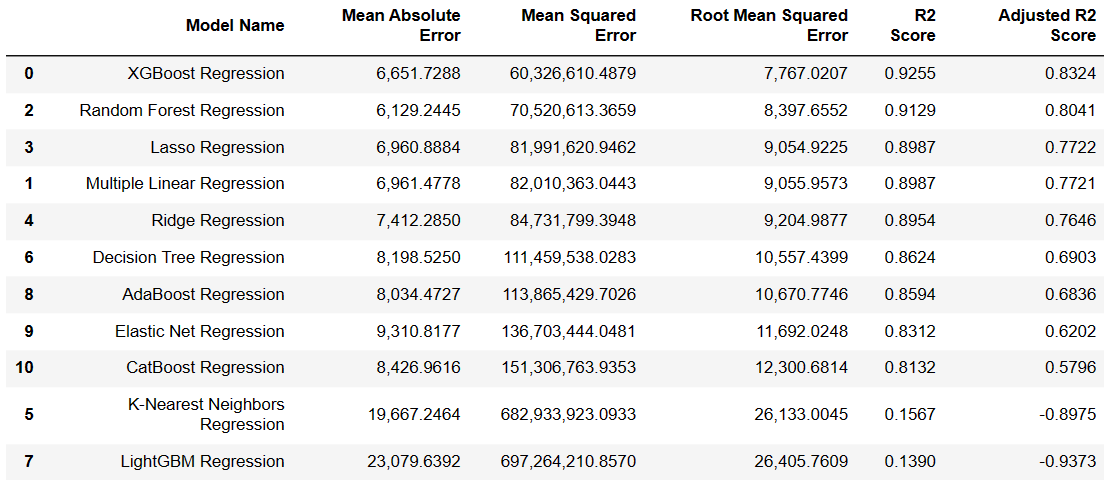 Model Name Mean Absolute Error Mean Squared Error Root Mean Squared Error R2 Score Adjusted R2 Score
0 XGBoost Regression 6,651.7288 60,326,610.4879 7,767.0207 0.9255 0.8324
2 Random Forest Regression 6,129.2445 70,520,613.3659 8,397.6552 0.9129 0.8041
3 Lasso Regression 6,960.8884 81,991,620.9462 9,054.9225 0.8987 0.7722
1 Multiple Linear Regression 6,961.4778 82,010,363.0443 9,055.9573 0.8987 0.7721
4 Ridge Regression 7,412.2850 84,731,799.3948 9,204.9877 0.8954 0.7646
6 Decision Tree Regression 8,198.5250 111,459,538.0283 10,557.4399 0.8624 0.6903
8 AdaBoost Regression 8,034.4727 113,865,429.7026 10,670.7746 0.8594 0.6836
9 Elastic Net Regression 9,310.8177 136,703,444.0481 11,692.0248 0.8312 0.6202
10 CatBoost Regression 8,426.9616 151,306,763.9353 12,300.6814 0.8132 0.5796
5 K-Nearest Neighbors Regression 19,667.2464 682,933,923.0933 26,133.0045 0.1567 -0.8975
7 LightGBM Regression 23,079.6392 697,264,210.8570 26,405.7609 0.1390 -0.9373